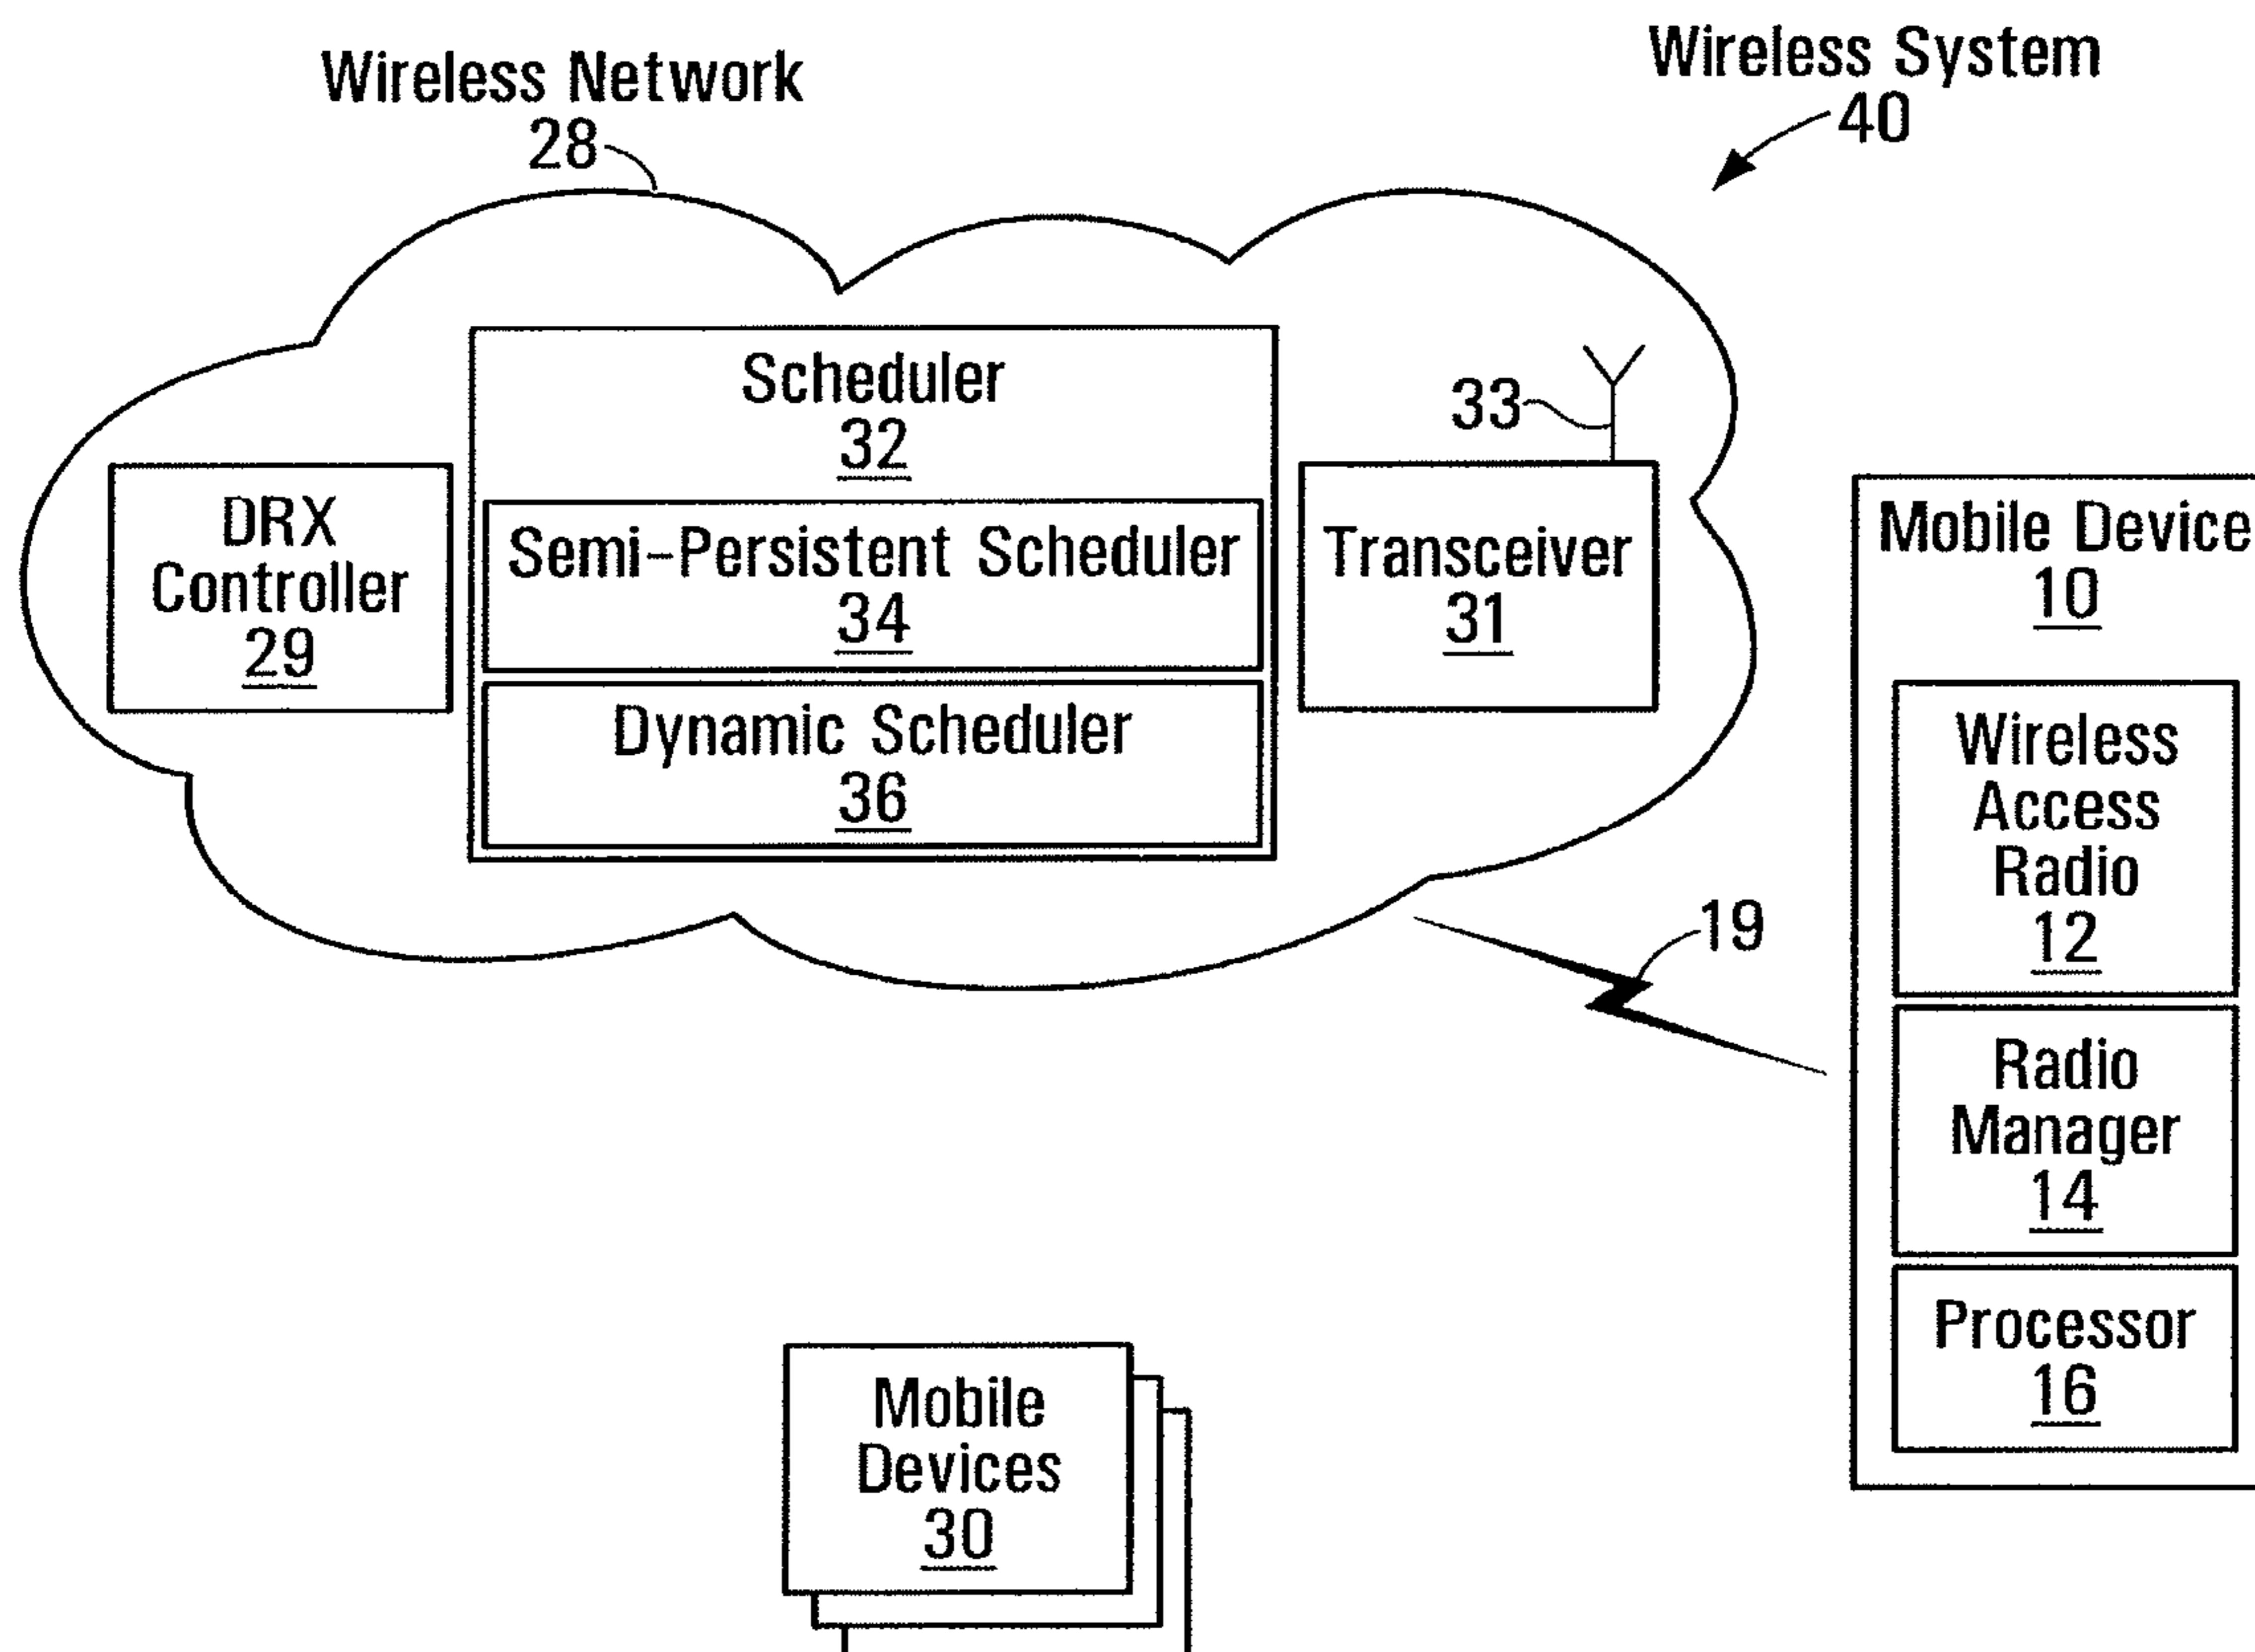 Wireless Network
28
Wireless System
40
Scheduler
32
33
DRX
Controller
29
Semi-Persistent Scheduler
34
Transceiver
31
Dynamic Scheduler
36
19
Mobile Device
10
Wireless
Access
Radio
12
Radio
Manager
14
Processor
16
Mobile
Devices
30